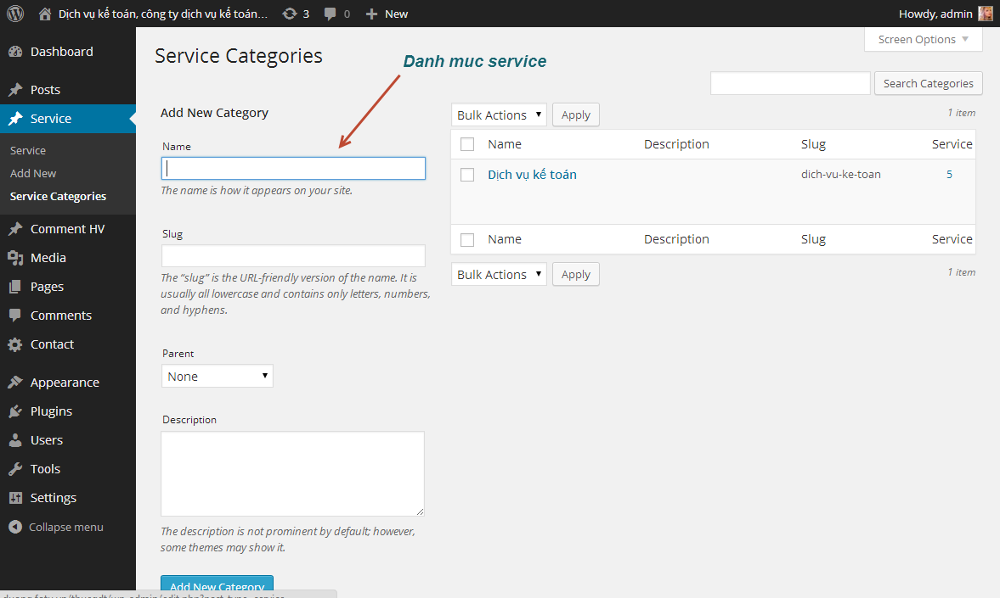 Dịch vụ kế toán, công ty dịch vụ kế toán… 3 0 New Howdy, admin
Screen Options
Dashboard
Posts
Service
Service
Add New
Service Categories
Comment HV
Media
Pages
Comments
Contact
Appearance
Plugins
Users
Tools
Settings
Collapse menu
Service Categories
Danh muc service
Search Categories
Add New Category
Name
The name is how it appears on your site.
Slug
The “slug” is the URL-friendly version of the name. It is
usually all lowercase and contains only letters, numbers,
and hyphens.
Parent
None
Description
The description is not prominent by default; however,
some themes may show it.
Add New Category
Bulk Actions Apply 1 item
Name Description Slug Service
Dịch vụ kế toán dich-vu-ke-toan 5
Name Description Slug Service
Bulk Actions Apply 1 item